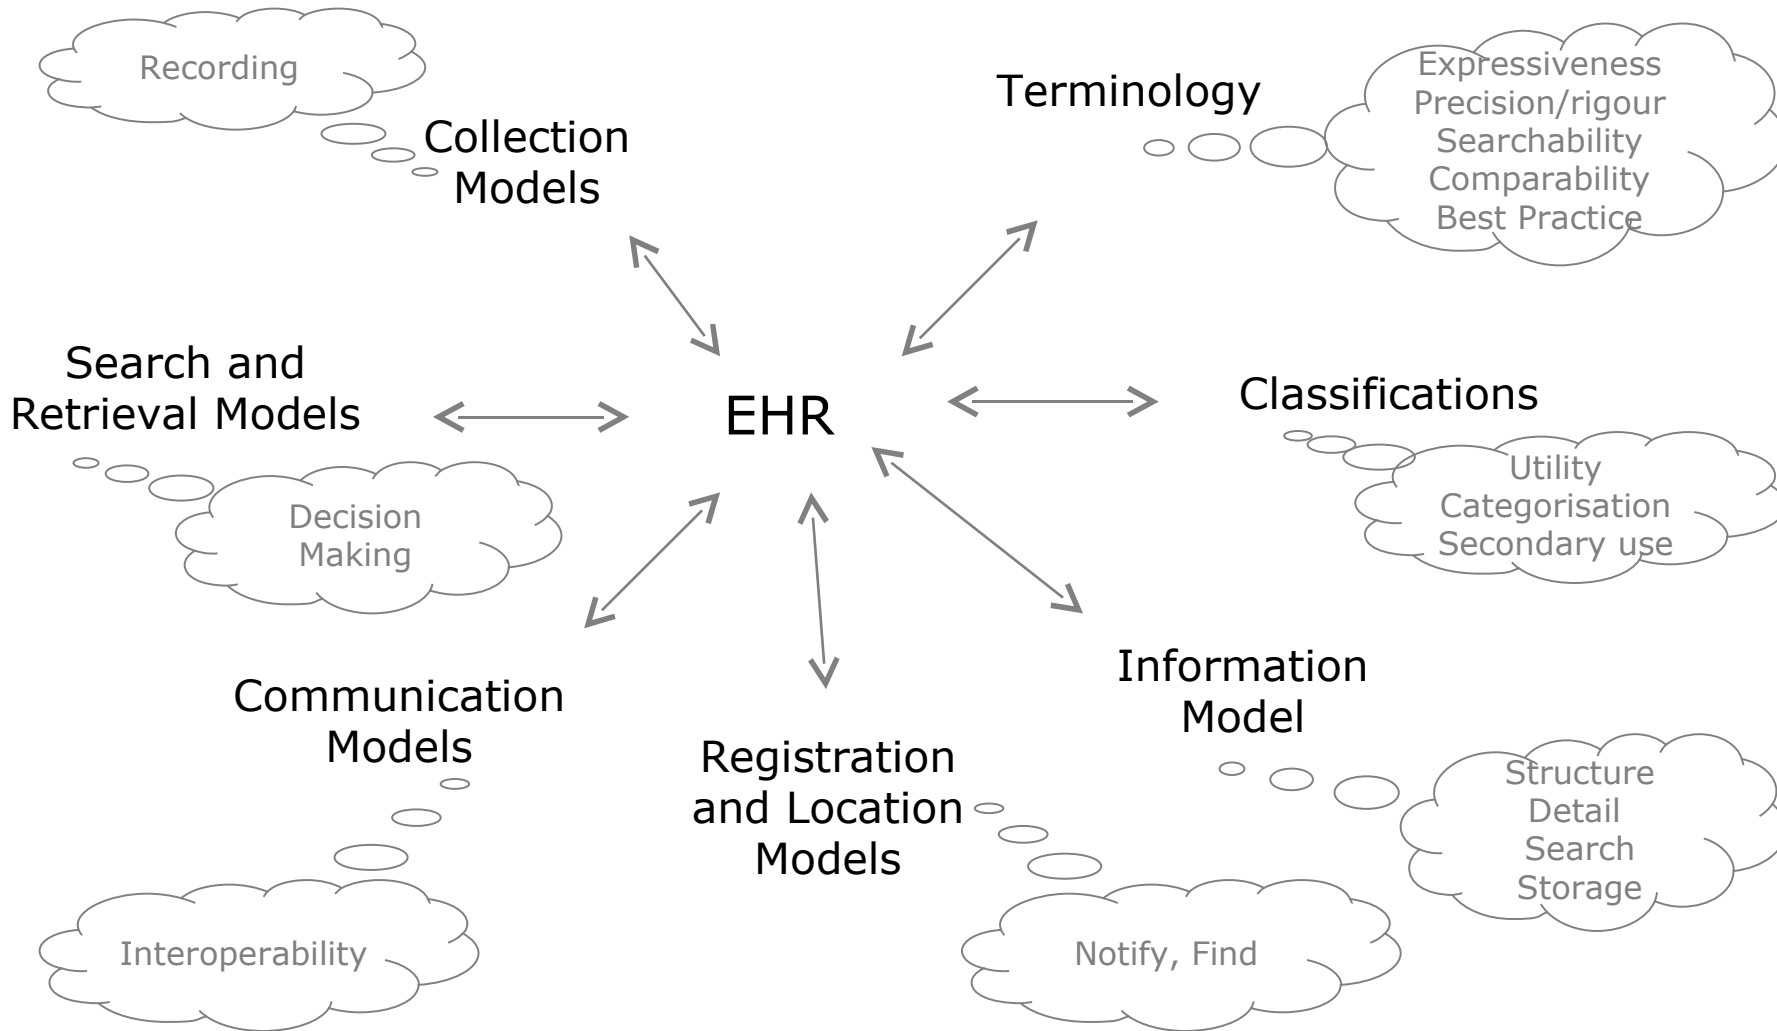 Recording
Collection
Models
Terminology
Expressiveness
Precision/rigour
Searchability
Comparability
Best Practice
Search and
Retrieval Models
Decision
Making
EHR
Classifications
Utility
Categorisation
Secondary use
Communication
Models
Interoperability
Registration
and Location
Models
Notify, Find
Information
Model
Structure
Detail
Search
Storage